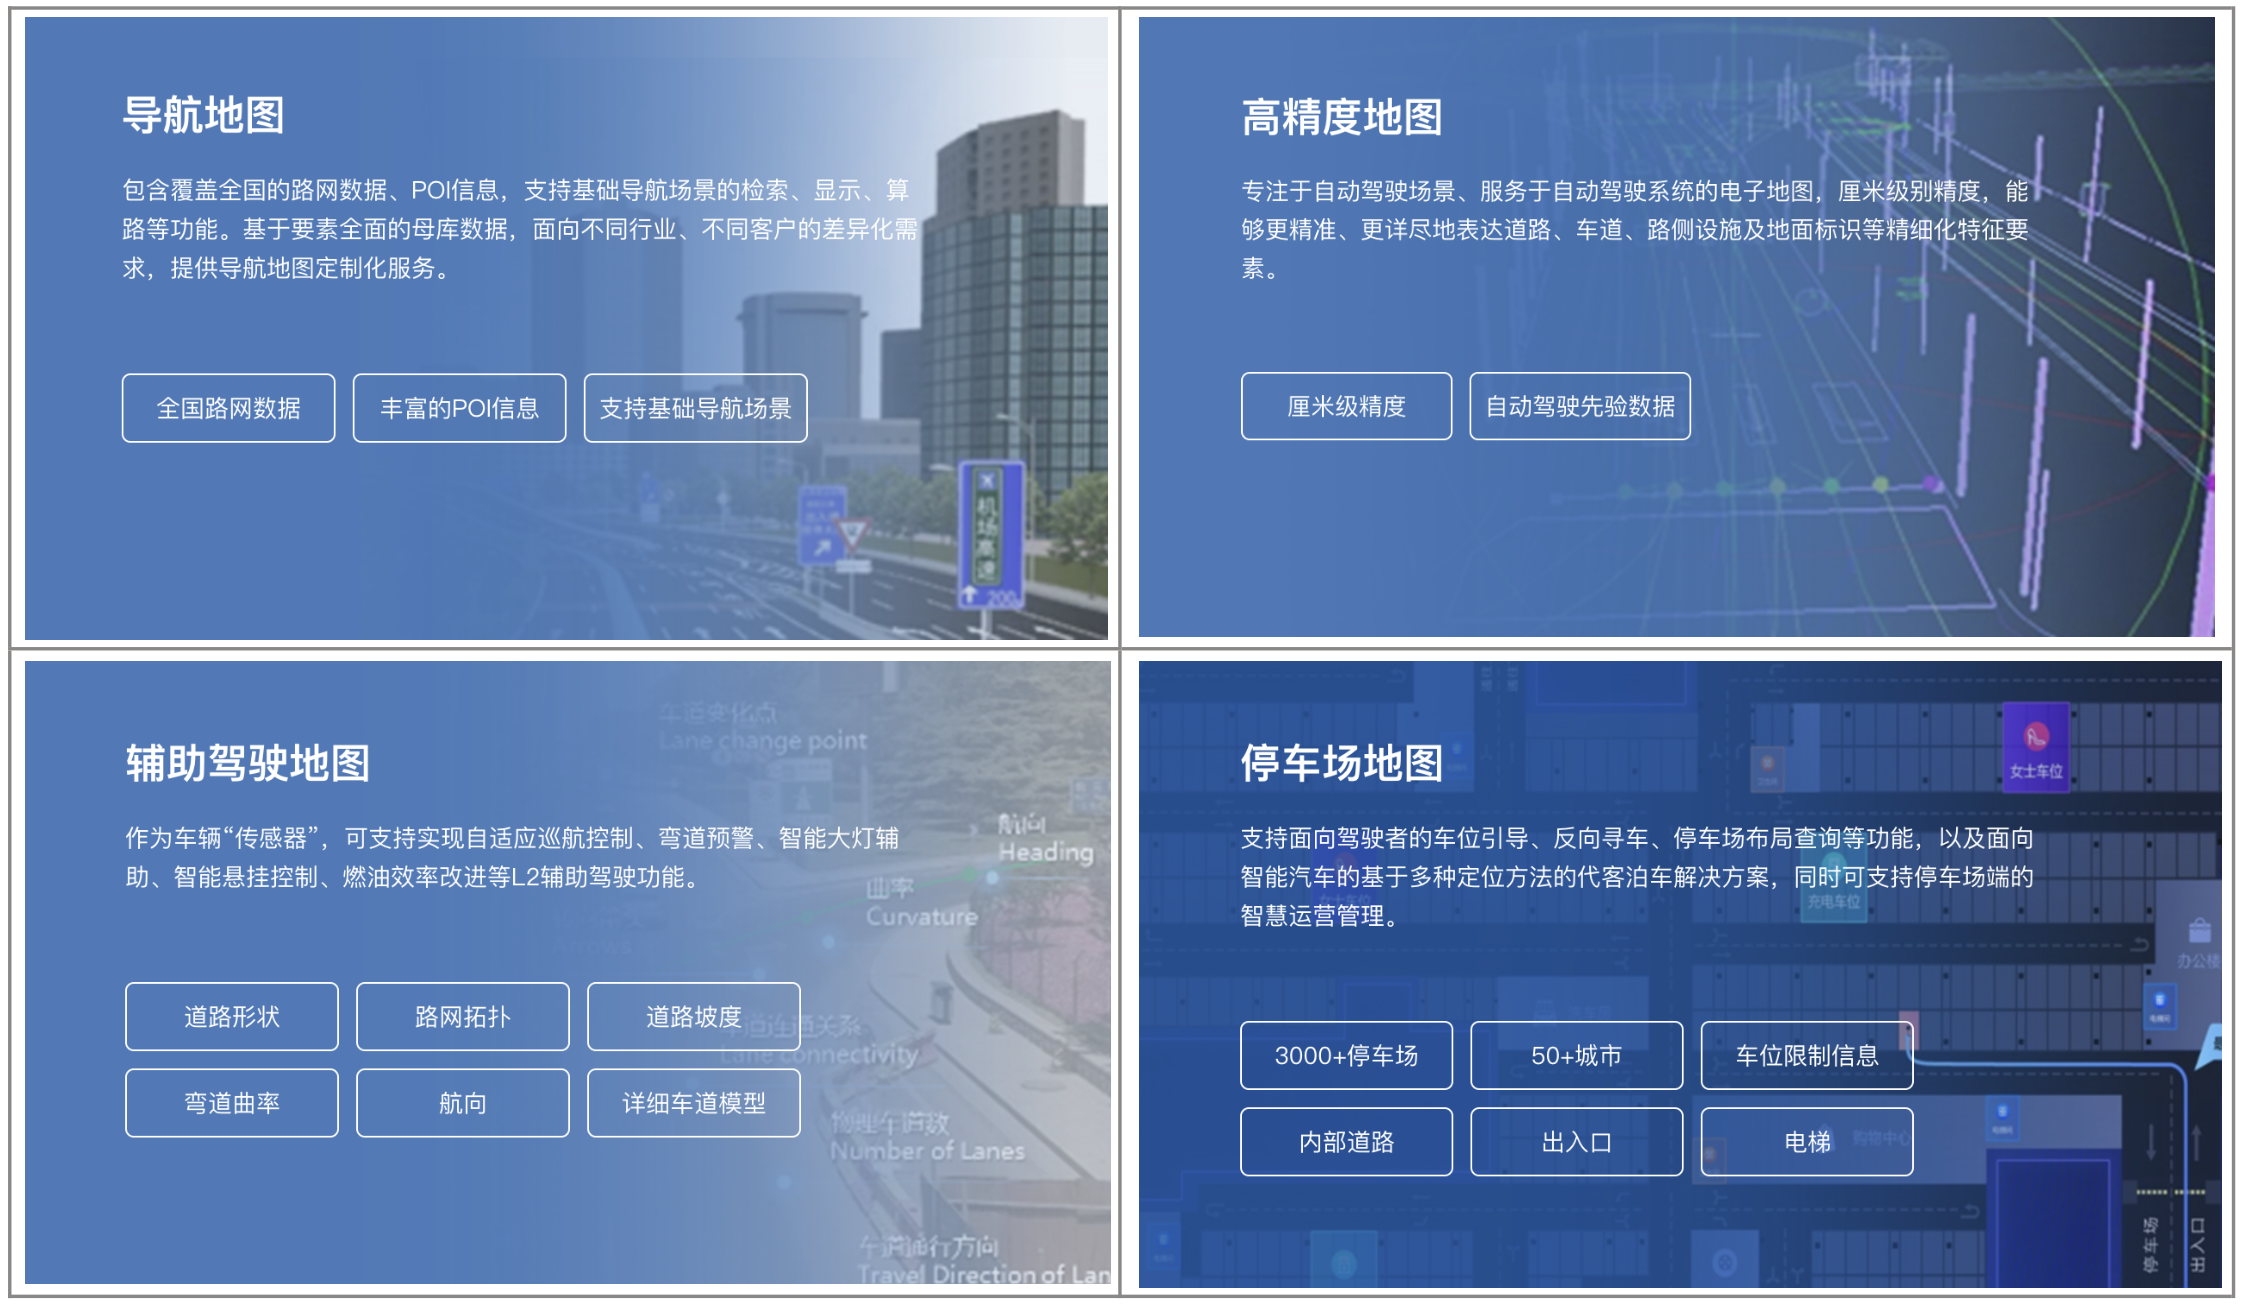 导航地图
包含覆盖全国的路网数据、POI信息，支持基础导航场景的检索、显示、算
路等功能。基于要素全面的母库数据，面向不同行业、不同客户的差异化需
求，提供导航地图定制化服务。
全国路网数据
丰富的POI信息
支持基础导航场景
机场高速
200
高精度地图
专注于自动驾驶场景、服务于自动驾驶系统的电子地图，厘米级别精度，能
够更精准、更详尽地表达道路、车道、路侧设施及地面标识等精细化特征要
素。
厘米级精度
自动驾驶先验数据
辅助驾驶地图
作为车辆“传感器”，可支持实现自适应巡航控制、弯道预警、智能大灯辅
助、智能悬挂控制、燃油效率改进等L2辅助驾驶功能。
道路形状
路网拓扑
道路坡度
弯道曲率
航向
详细车道模型
车道变化点
Lane change point
航向
Heading
曲率
Curvature
Arrows
道连通关系
Lane connectivity
物理车道数
Number of Lanes
车道通行方向
Travel Direction of Lan
停车场地图
支持面向驾驶者的车位引导、反向寻车、停车场布局查询等功能，以及面向
智能汽车的基于多种定位方法的代客泊车解决方案，同时可支持停车场端的
智慧运营管理。
3000+停车场
50+城市
车位限制信息
内部道路
出入口
电梯
女士车位
女士车位
充电车位
办公楼
购物中心
停车场
出入口